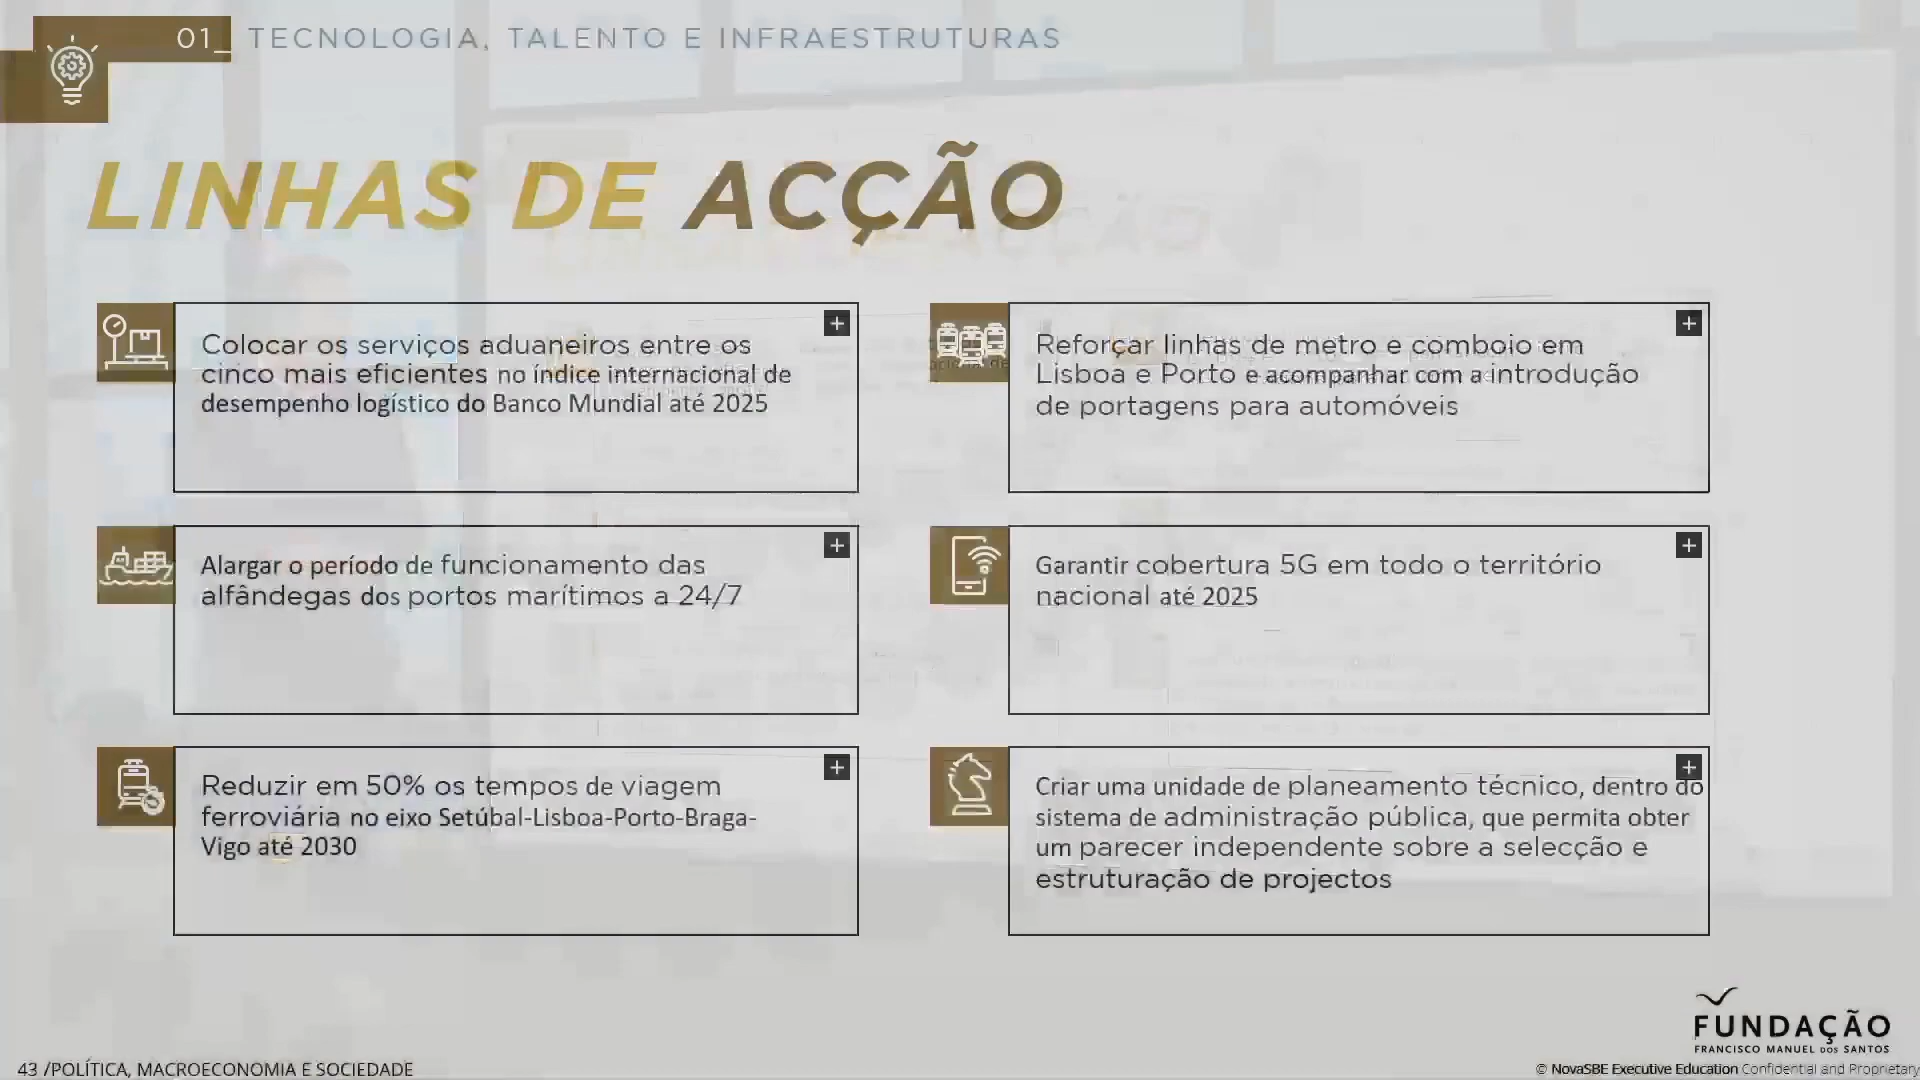 01_ TECNOLOGIA, TALENTO E INFRAESTRUTURAS
LINHAS DE ACÇÃO
Colocar os serviços aduaneiros entre os
cinco mais eficientes no índice internacional de
desempenho logístico do Banco Mundial até 2025
Reforçar linhas de metro e comboio em
Lisboa e Porto e acompanhar com a introdução
de portagens para automóveis
Alargar o período de funcionamento das
alfândegas dos portos marítimos a 24/7
Garantir cobertura 5G em todo o território
nacional até 2025
Reduzir em 50% os tempos de viagem
ferroviária no eixo Setúbal-Lisboa-Porto-Braga-
Vigo até 2030
Criar uma unidade de planeamento técnico, dentro do
sistema de administração pública, que permita obter
um parecer independente sobre a selecção e
estruturação de projectos
FUNDAÇÃO
FRANCISCO MANUEL DOS SANTOS
43 /POLÍTICA, MACROECONOMIA E SOCIEDADE
© NovaSBE Executive Education Confidential and Proprietary